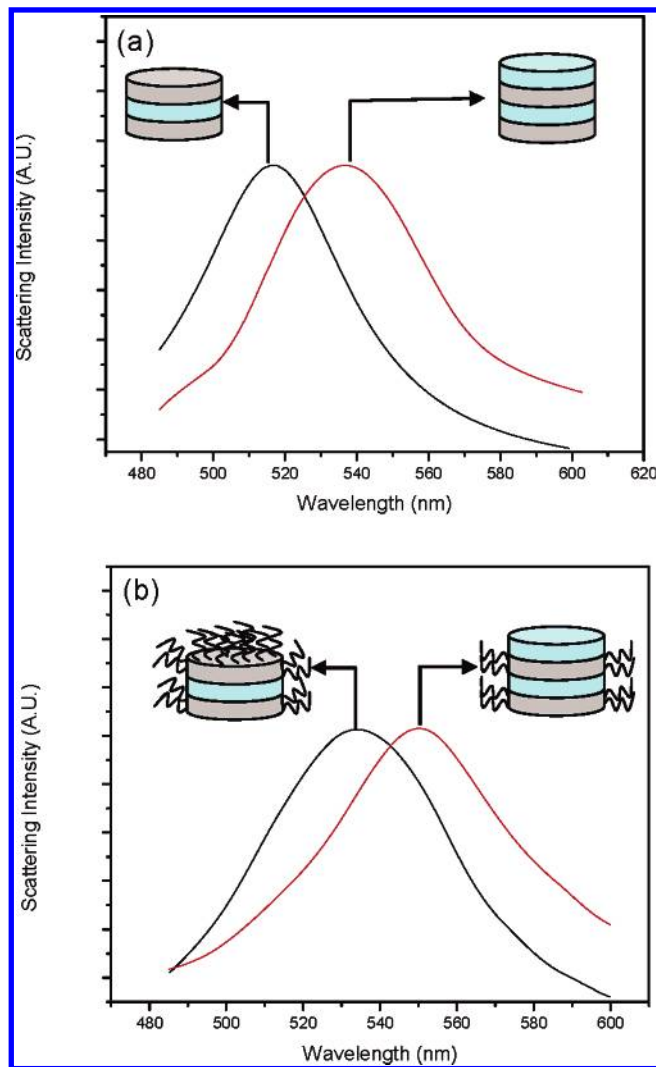 (a)
Scattering Intensity (A.U.)
480 500 520 540 560 580 600 620
Wavelength (nm)
(b)
Scattering Intensity (A.U.)
480 500 520 540 560 580 600
Wavelength (nm)